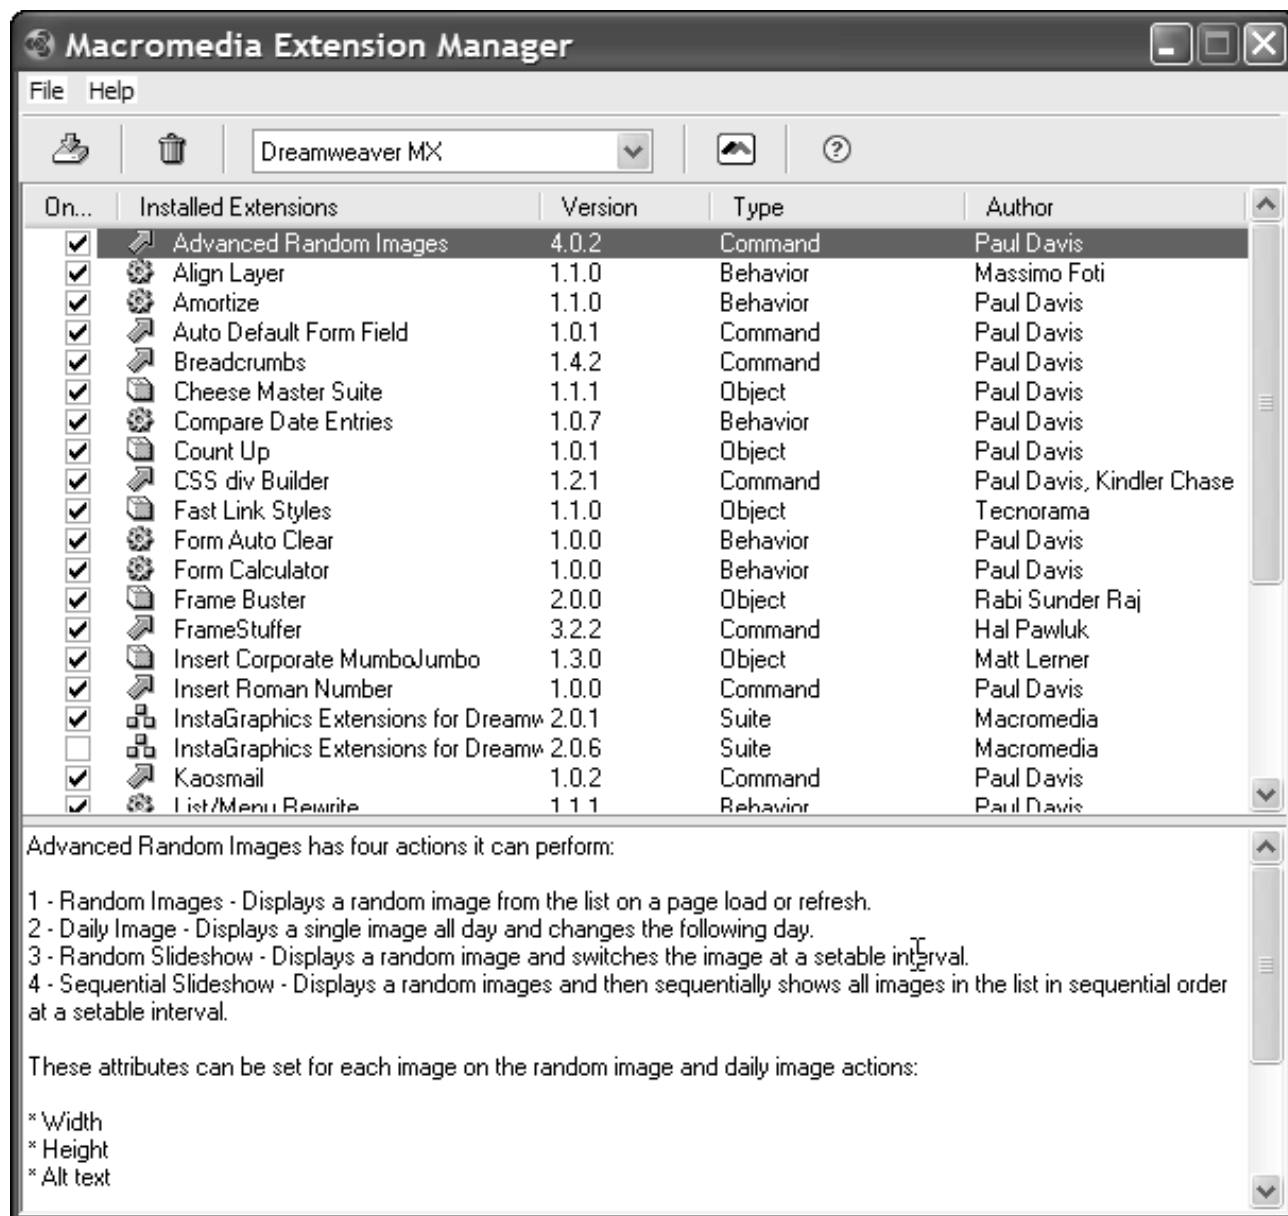 Macromedia Extension Manager
File Help
Dreamweaver MX
On... Installed Extensions Version Type Author
Advanced Random Images 4.0.2 Command Paul Davis
Align Layer 1.1.0 Behavior Massimo Foti
Amortize 1.1.0 Behavior Paul Davis
Auto Default Form Field 1.0.1 Command Paul Davis
Breadcrumbs 1.4.2 Command Paul Davis
Cheese Master Suite 1.1.1 Object Paul Davis
Compare Date Entries 1.0.7 Behavior Paul Davis
Count Up 1.0.1 Object Paul Davis
CSS div Builder 1.2.1 Command Paul Davis, Kindler Chase
Fast Link Styles 1.1.0 Object Tecnorama
Form Auto Clear 1.0.0 Behavior Paul Davis
Form Calculator 1.0.0 Behavior Paul Davis
Frame Buster 2.0.0 Object Rabi Sunder Raj
FrameStuffer 3.2.2 Command Hal Pawluk
Insert Corporate MumboJumbo 1.3.0 Object Matt Lerner
Insert Roman Number 1.0.0 Command Paul Davis
InstaGraphics Extensions for Dreamw 2.0.1 Suite Macromedia
InstaGraphics Extensions for Dreamw 2.0.6 Suite Macromedia
Kaosmail 1.0.2 Command Paul Davis
List/Menu Rewrite 1.1.1 Behavior Paul Davis
Advanced Random Images has four actions it can perform:
1 - Random Images - Displays a random image from the list on a page load or refresh.
2 - Daily Image - Displays a single image all day and changes the following day.
3 - Random Slideshow - Displays a random image and switches the image at a setable interval.
4 - Sequential Slideshow - Displays a random images and then sequentially shows all images in the list in sequential order
at a setable interval.
These attributes can be set for each image on the random image and daily image actions:
* Width
* Height
* Alt text